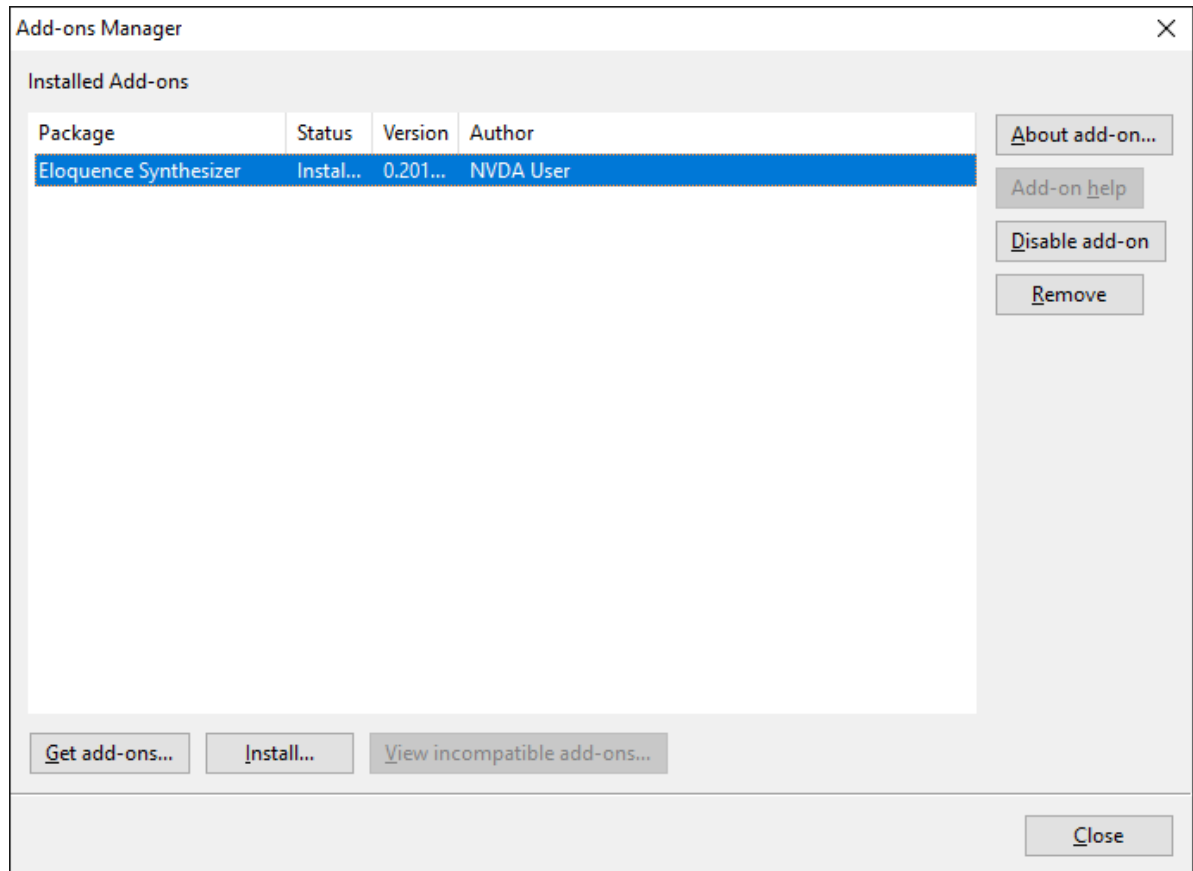 Add-ons Manager
Installed Add-ons
Package Status Version Author
Eloquence Synthesizer Instal... 0.201... NVDA User
About add-on...
Add-on help
Disable add-on
Remove
Get add-ons... Install... View incompatible add-ons...
Close